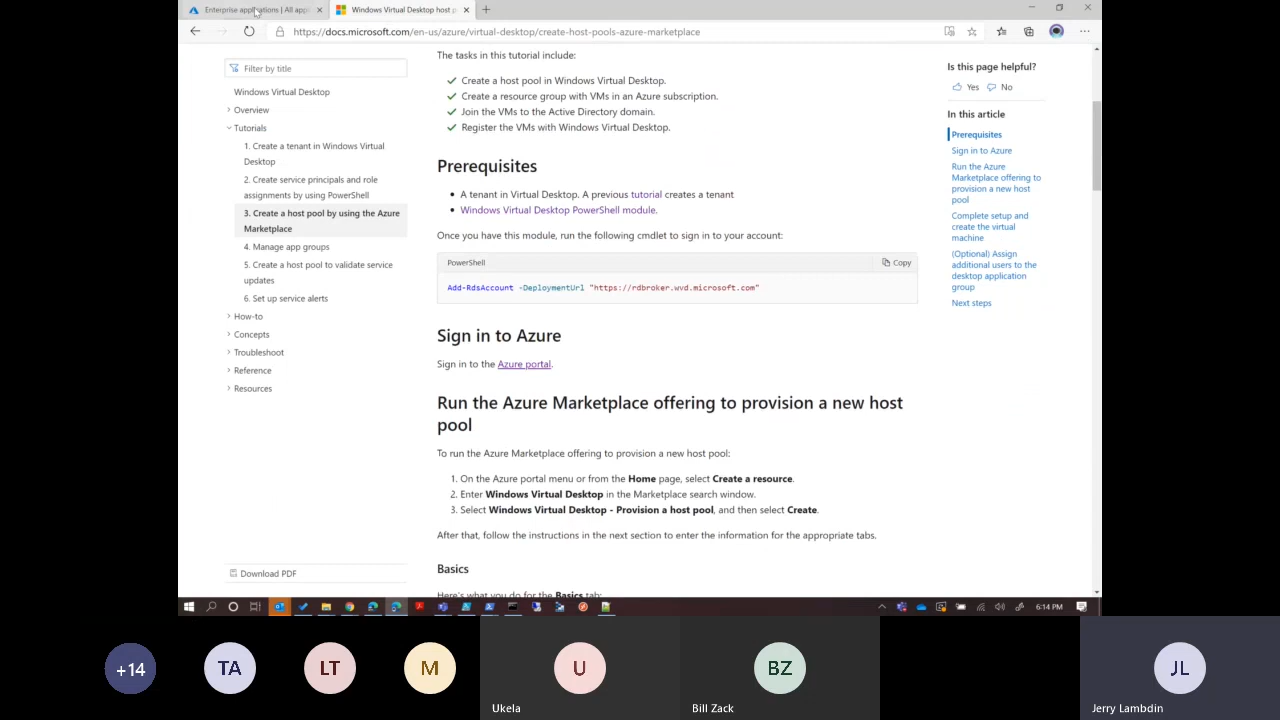 Enterprise applications | All appl
Windows Virtual Desktop host p
https://docs.microsoft.com/en-us/azure/virtual-desktop/create-host-pools-azure-marketplace
Filter by title
Windows Virtual Desktop
Overview
Tutorials
1. Create a tenant in Windows Virtual
Desktop
2. Create service principals and role
assignments by using PowerShell
3. Create a host pool by using the Azure
Marketplace
4. Manage app groups
5. Create a host pool to validate service
updates
6. Set up service alerts
How-to
Concepts
Troubleshoot
Reference
Resources
Download PDF
The tasks in this tutorial include:
Create a host pool in Windows Virtual Desktop.
Create a resource group with VMs in an Azure subscription.
Join the VMs to the Active Directory domain.
Register the VMs with Windows Virtual Desktop.
Prerequisites
• A tenant in Virtual Desktop. A previous tutorial creates a tenant
• Windows Virtual Desktop PowerShell module.
Once you have this module, run the following cmdlet to sign in to your account:
PowerShell
Copy
Add-RdsAccount -DeploymentUrl "https://rdbroker.wvd.microsoft.com"
Sign in to Azure
Sign in to the Azure portal.
Run the Azure Marketplace offering to provision a new host
pool
To run the Azure Marketplace offering to provision a new host pool:
1. On the Azure portal menu or from the Home page, select Create a resource.
2. Enter Windows Virtual Desktop in the Marketplace search window.
3. Select Windows Virtual Desktop - Provision a host pool, and then select Create.
After that, follow the instructions in the next section to enter the information for the appropriate tabs.
Basics
Here's what you do for the Basics tab:
Is this page helpful?
Yes
No
In this article
Prerequisites
Sign in to Azure
Run the Azure
Marketplace offering to
provision a new host
pool
Complete setup and
create the virtual
machine
(Optional) Assign
additional users to the
desktop application
group
Next steps
6:14 PM
+14
TA
LT
M
U
Ukela
BZ
Bill Zack
JL
Jerry Lambdin